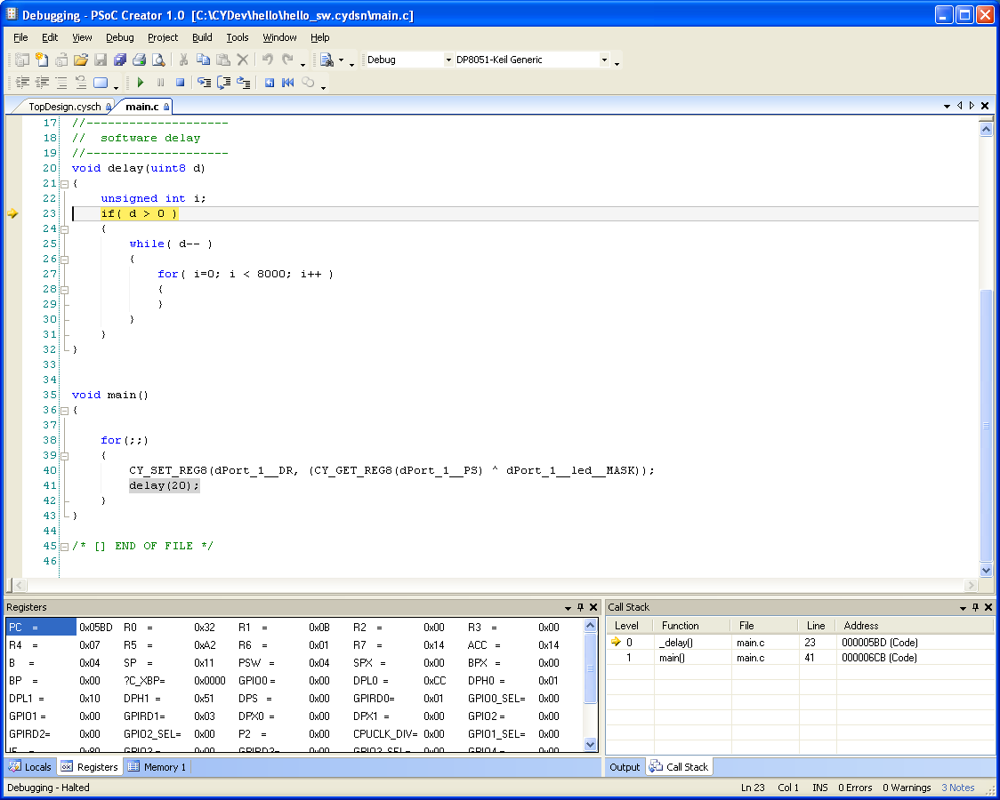 Debugging - PSoC Creator 1.0 [C:\CYDev\hello\hello_sw.cydsn\main.c]
File Edit View Debug Project Build Tools Window Help
Debug DP8051-Keil Generic
TopDesign.cysch main.c
17 //--------------------
18 //  software delay
19 //--------------------
20 void delay(uint8 d)
21 {
22 unsigned int i;
23 if( d > 0 )
24 {
25 while( d-- )
26 {
27 for( i=0; i < 8000; i++ )
28 {
29 }
30 }
31 }
32 }
33
34
35 void main()
36 {
37
38 for(;;)
39 {
40 CY_SET_REG8(dPort_1__DR, (CY_GET_REG8(dPort_1__PS) ^ dPort_1__led__MASK));
41 delay(20);
42 }
43 }
44
45 /* [] END OF FILE */
46
Registers
PC = 0x05BD R0 = 0x32 R1 = 0x0B R2 = 0x00 R3 = 0x00
R4 = 0x07 R5 = 0xA2 R6 = 0x01 R7 = 0x14 ACC = 0x14
B = 0x04 SP = 0x11 PSW = 0x04 SPX = 0x00 BPX = 0x00
BP = 0x00 ?C_XBP= 0x0000 GPIO0 = 0x00 DPL0 = 0xCC DPH0 = 0x01
DPL1 = 0x10 DPH1 = 0x51 DPS = 0x00 GPIRD0= 0x01 GPIO0_SEL= 0x00
GPIO1 = 0x00 GPIRD1= 0x03 DPX0 = 0x00 DPX1 = 0x00 GPIO2 = 0x00
GPIRD2= 0x00 GPIO2_SEL= 0x00 P2 = 0x00 CPUCLK_DIV= 0x00 GPIO1_SEL= 0x00
IE = 0x80 GPIO3 = 0x00 GPIRD3= 0x00 GPIO3_SEL= 0x00 GPIO4 = 0x00
Locals Registers Memory 1
Call Stack
Level Function File Line Address
0 _delay() main.c 23 000005BD (Code)
1 main() main.c 41 000006CB (Code)
Output Call Stack
Debugging - Halted Ln 23 Col 1 INS 0 Errors 0 Warnings 3 Notes